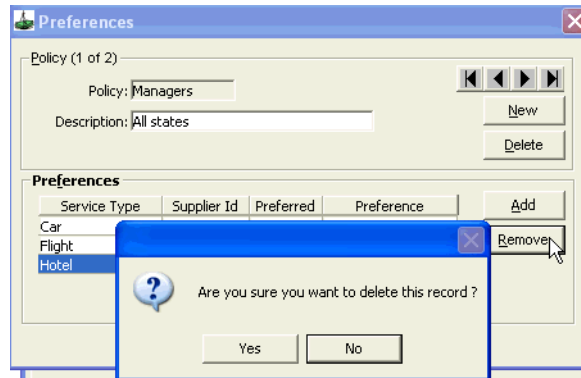 Preferences
Policy (1 of 2)
Policy: Managers
New
Description: All states
Delete
Preferences
Service Type Supplier Id Preferred Preference
Add
Car
Flight
Remove
Hotel
Are you sure you want to delete this record ?
Yes No